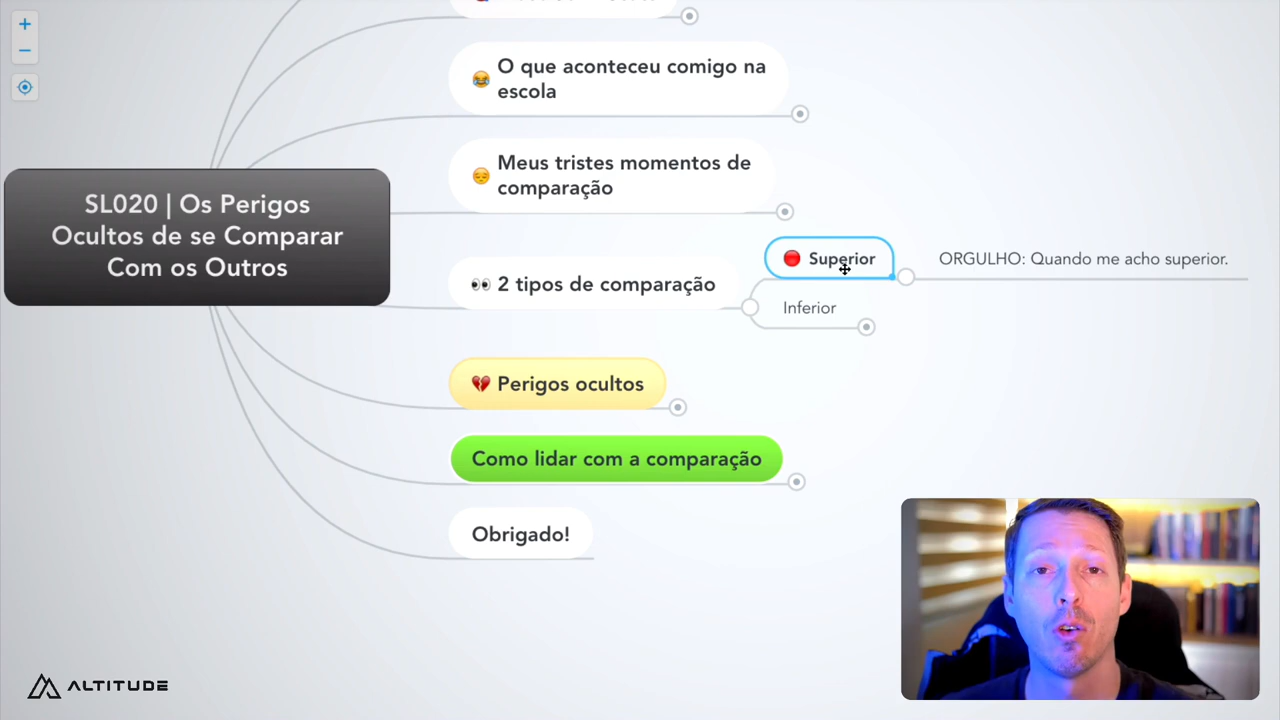 O que aconteceu comigo na
escola
Meus tristes momentos de
comparação
SL020 | Os Perigos
Ocultos de se Comparar
Com os Outros
2 tipos de comparação
Superior
ORGULHO: Quando me acho superior.
Inferior
Perigos ocultos
Como lidar com a comparação
Obrigado!
ALTITUDE